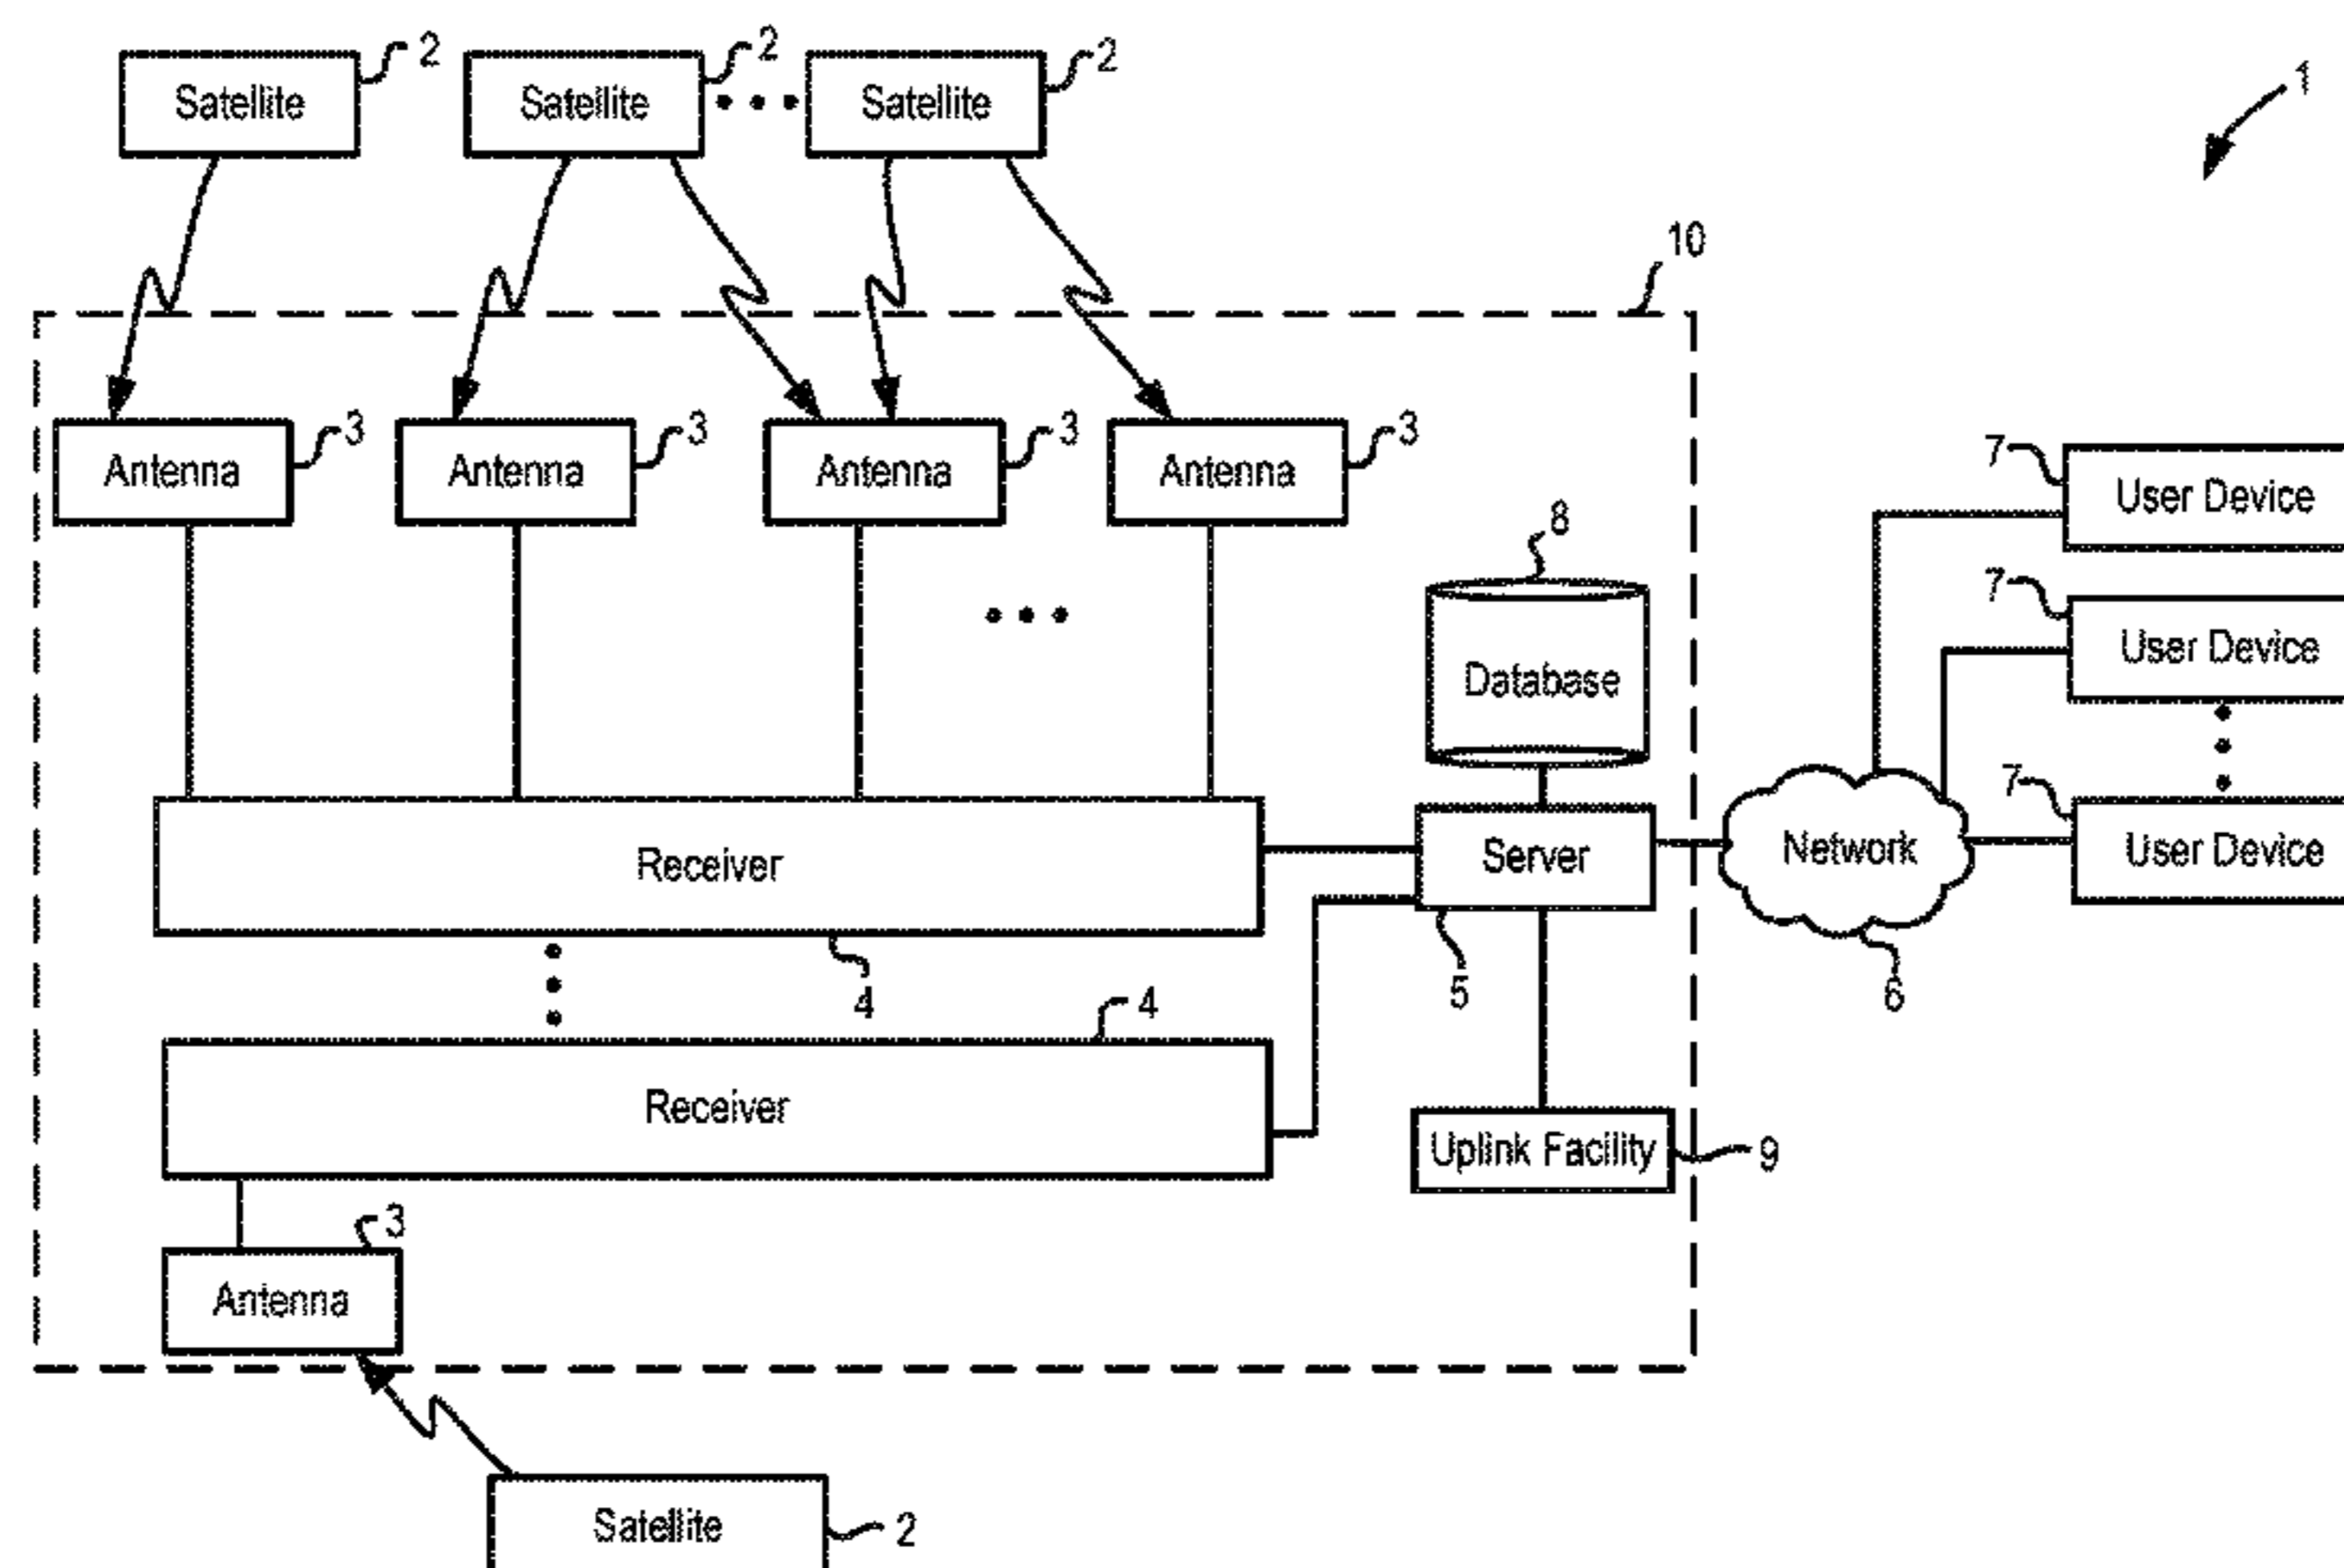 2
2
2
1
Satellite
Satellite
Satellite
10
3
3
3
3
7
Antenna
Antenna
Antenna
Antenna
User Device
8
7
User Device
Database
7
Receiver
Server
Network
User Device
4
5
6
4
Receiver
Uplink Facility
9
3
Antenna
Satellite
2